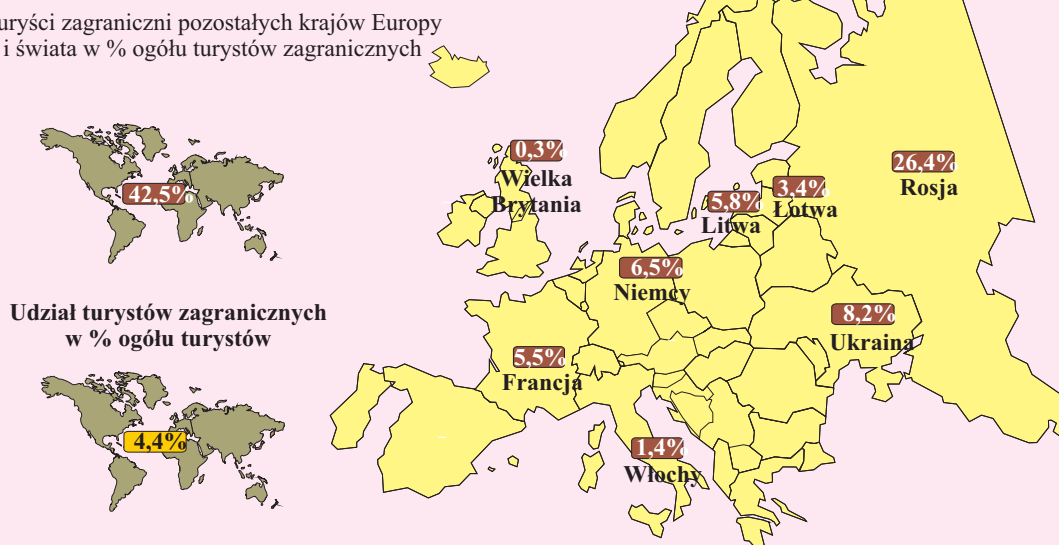 uryści zagraniczni pozostałych krajów Europy
i świata w % ogółu turystów zagranicznych
42,5%
Udział turystów zagranicznych
w % ogółu turystów
4,4%
0,3%
Wielka
Brytania
26,4%
Rosja
3,4%
Łotwa
5,8%
Litwa
6,5%
Niemcy
8,2%
Ukraina
5,5%
Francja
1,4%
Włochy